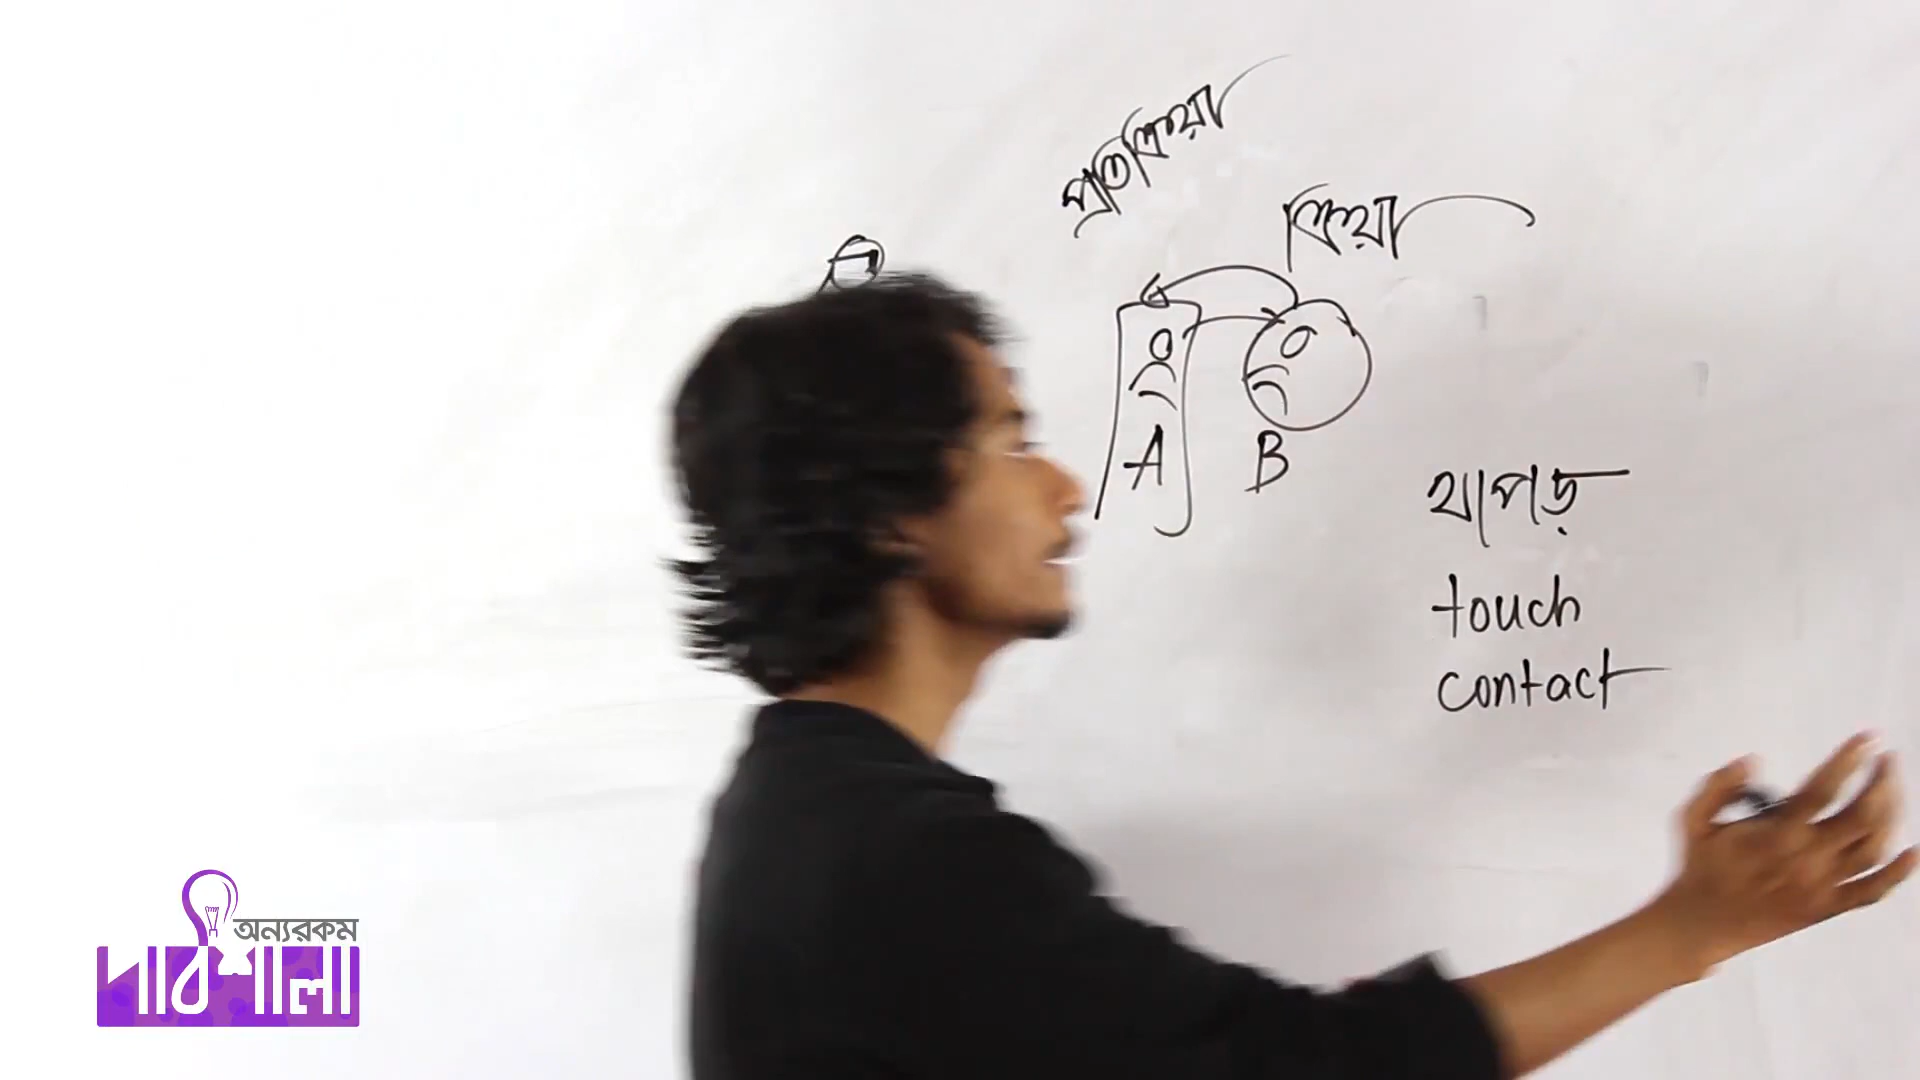 প্রতিক্রিয়া
ক্রিয়া
A
B
থাপড়
touch
contact
অন্যরকম
পাঠশালা